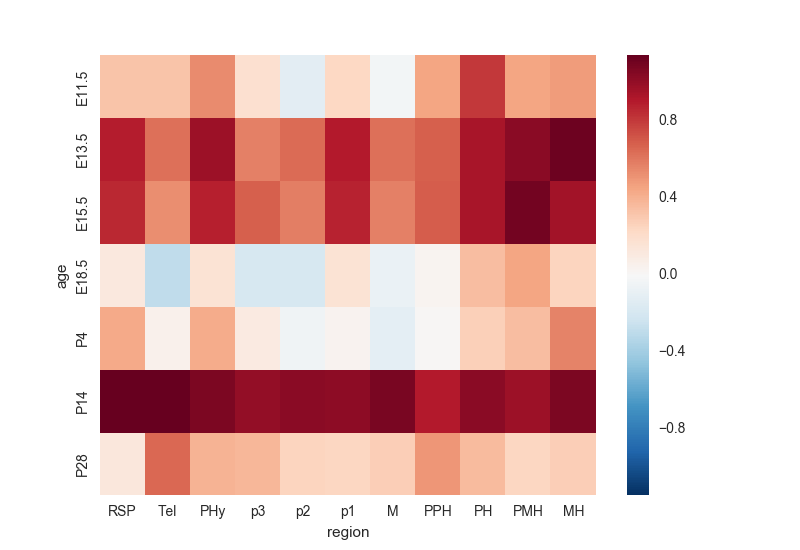 E11.5
E13.5
E15.5
E18.5
P4
P14
P28
age
RSP Tel PHy p3 p2 p1 M PPH PH PMH MH
region
0.8
0.4
0.0
−0.4
−0.8